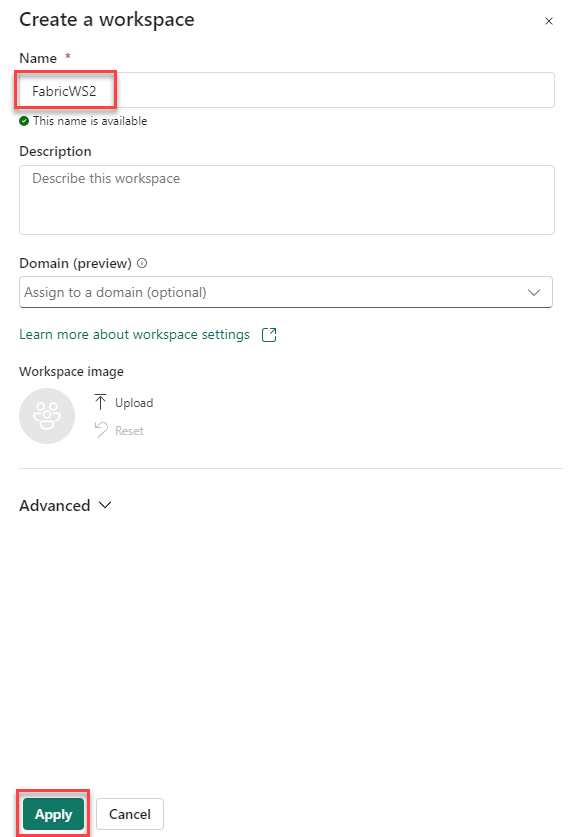 Create a workspace
Name *
FabricWS2
This name is available
Description
Describe this workspace
Domain (preview)
Assign to a domain (optional)
Learn more about workspace settings
Workspace image
Upload
Reset
Advanced
Apply Cancel